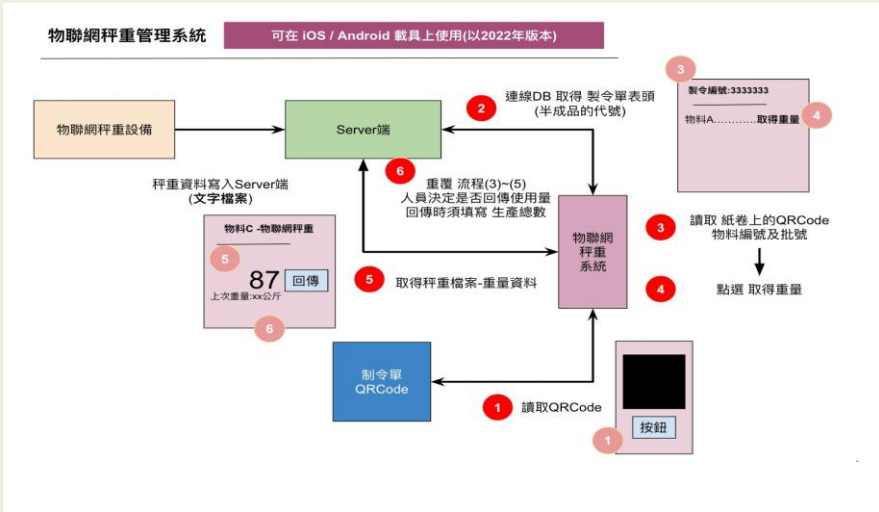 物聯網秤重管理系統
可在 iOS / Android 載具上使用(以2022年版本)
物聯網秤重設備
Server端
2
連線DB 取得 製令單表頭
(半成品的代號)
3
製令編號:3333333
物料A............取得重量
4
秤重資料寫入Server端
(文字檔案)
6
重覆 流程(3)~(5)
人員決定是否回傳使用量
回傳時須填寫 生產總數
物聯網
秤重
系統
3
讀取 紙卷上的QRCode
物料編號及批號
4
點選 取得重量
物料C -物聯網秤重
5
87
回傳
上次重量:xx公斤
6
5
取得秤重檔案-重量資料
制令單
QRCode
1
讀取QRCode
按鈕
1